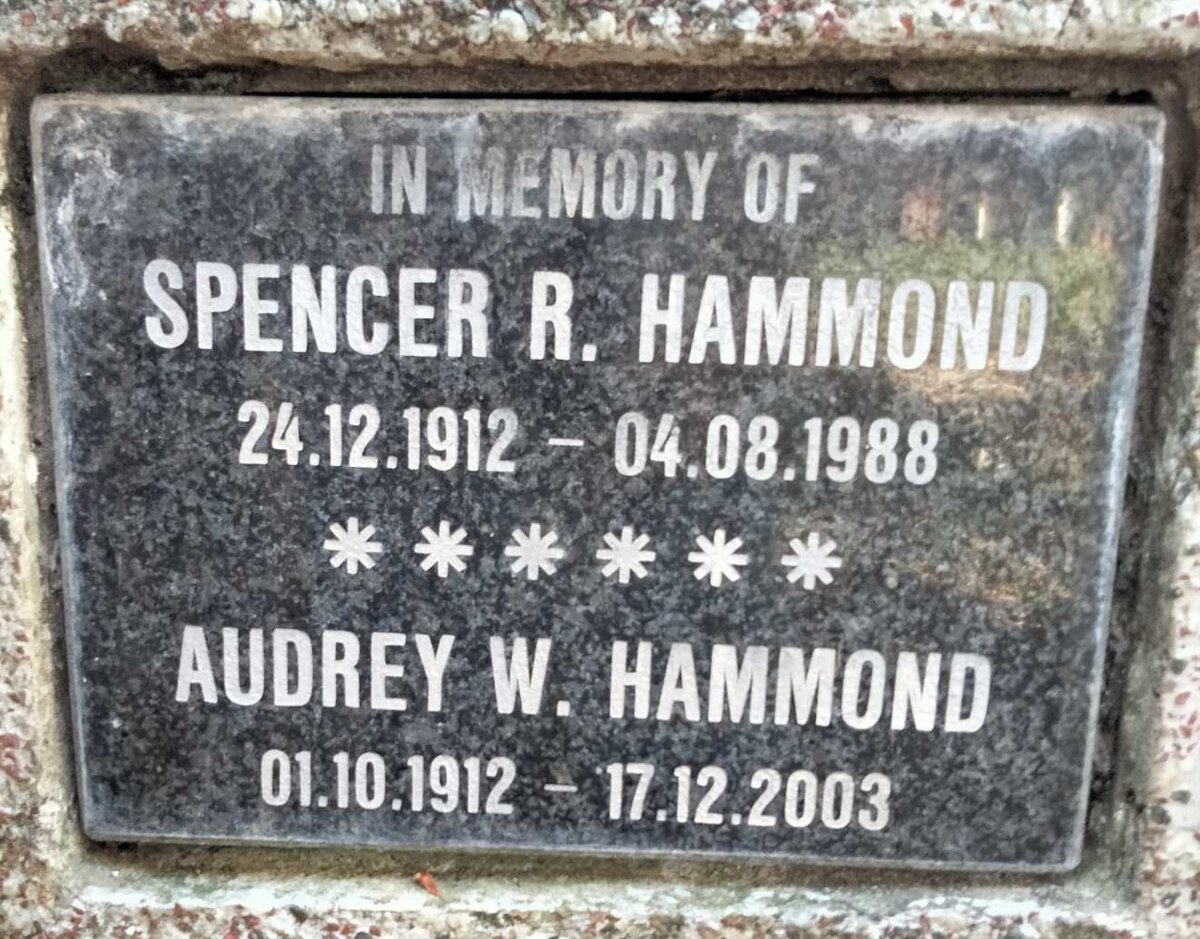 IN MEMORY OF
SPENCER R. HAMMOND
24.12.1912 – 04.08.1988
* * * * * *
AUDREY W. HAMMOND
01.10.1912 – 17.12.2003